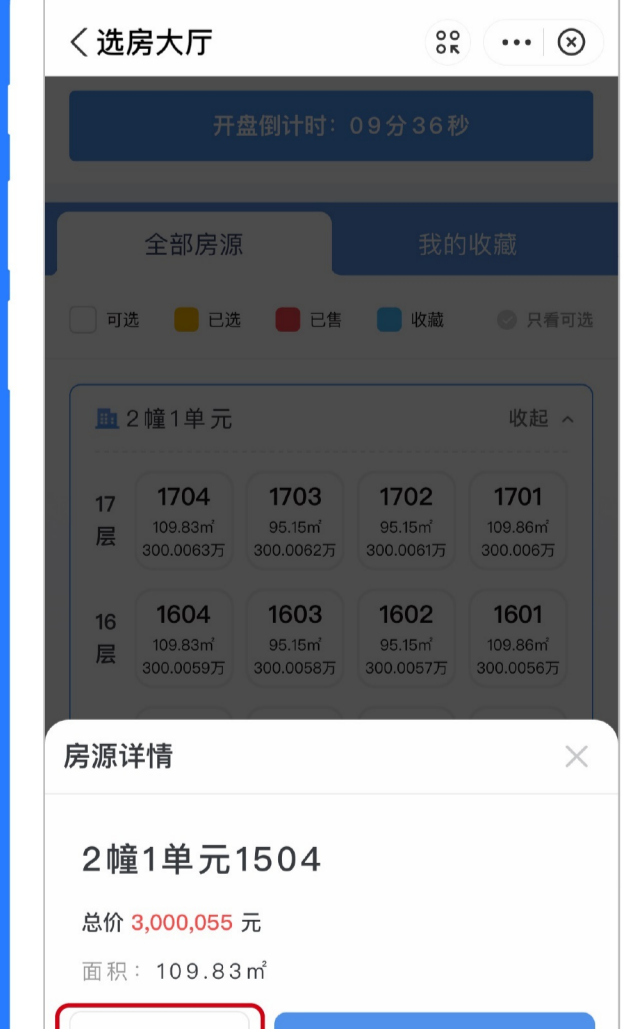 选房大厅
开盘倒计时：09分36秒
全部房源 我的收藏
可选 已选 已售 收藏 只看可选
2幢1单元 收起
17层 1704 1703 1702 1701
109.83㎡ 95.15㎡ 95.15㎡ 109.86㎡
300.0063万 300.0062万 300.0061万 300.006万
16层 1604 1603 1602 1601
109.83㎡ 95.15㎡ 95.15㎡ 109.86㎡
300.0059万 300.0058万 300.0057万 300.0056万
房源详情
2幢1单元1504
总价 3,000,055 元
面积：109.83㎡